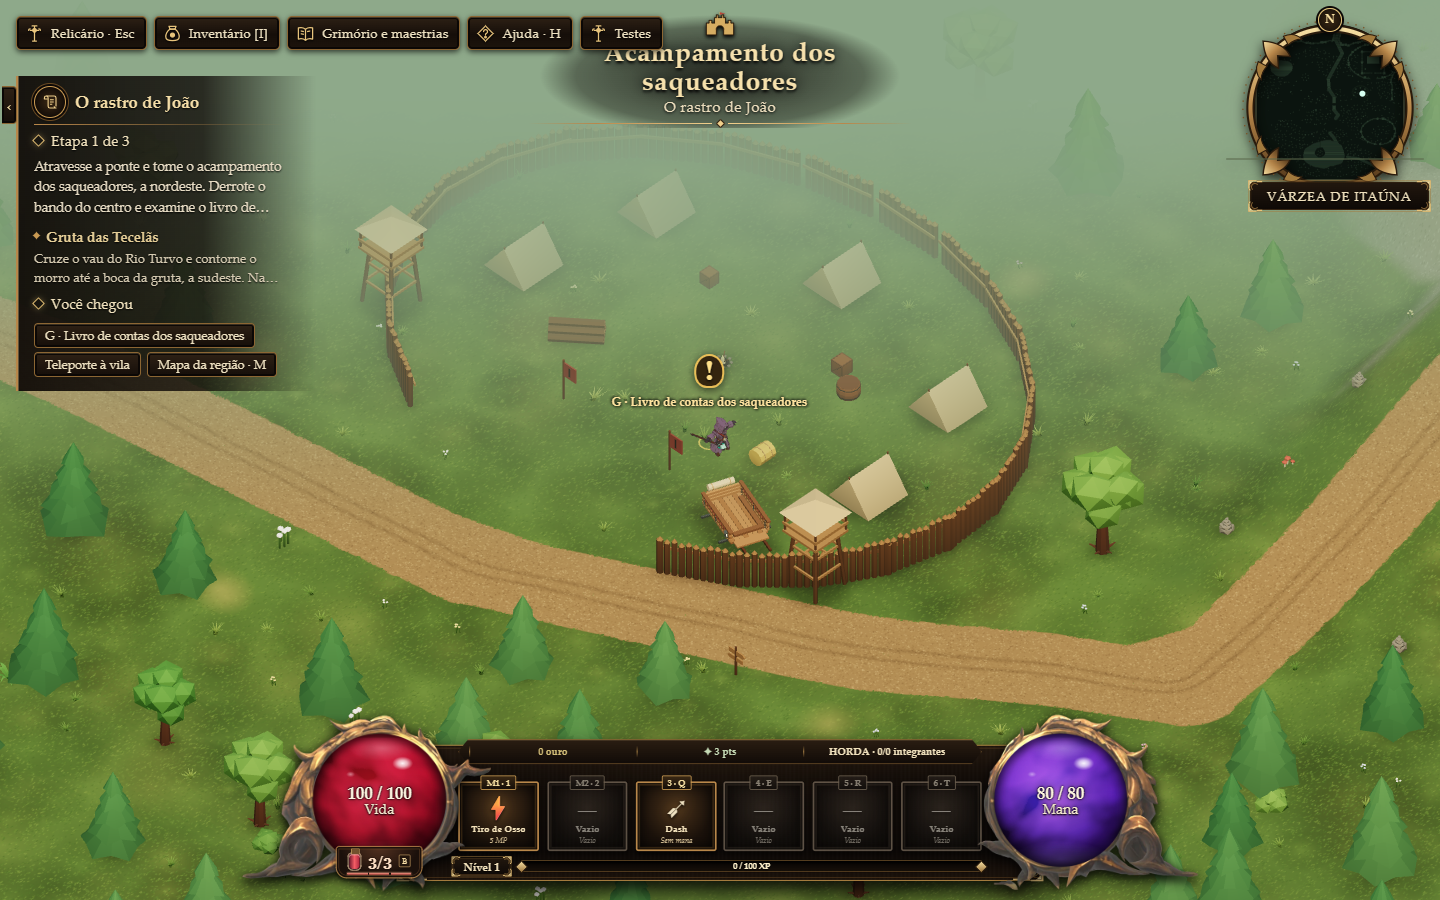 Relicário · Esc
Inventário [I]
Grimório e maestrias
Ajuda · H
Testes
Acampamento dos
saqueadores
O rastro de João
N
VÁRZEA DE ITAÚNA
‹
O rastro de João
Etapa 1 de 3
Atravesse a ponte e tome o acampamento
dos saqueadores, a nordeste. Derrote o
bando do centro e examine o livro de...
Gruta das Tecelãs
Cruze o vau do Rio Turvo e contorne o
morro até a boca da gruta, a sudeste. Na...
Você chegou
G · Livro de contas dos saqueadores
Teleporte à vila
Mapa da região · M
!
G · Livro de contas dos saqueadores
0 ouro
3 pts
HORDA · 0/0 integrantes
100 / 100
Vida
3/3 B
M1 · 1
Tiro de Osso
5 MP
M2 · 2
Vazio
Vazio
3 · Q
Dash
Sem mana
4 · E
Vazio
Vazio
5 · R
Vazio
Vazio
6 · T
Vazio
Vazio
80 / 80
Mana
Nível 1
0 / 100 XP